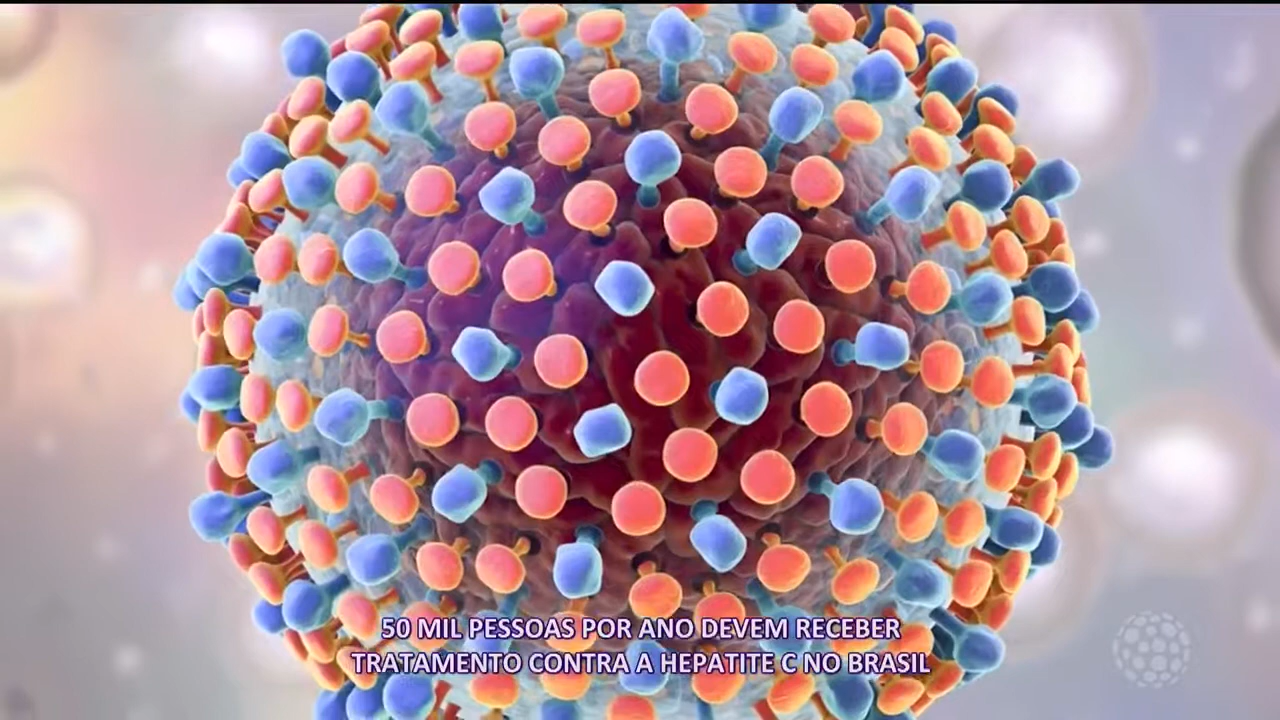 50 MIL PESSOAS POR ANO DEVEM RECEBER
TRATAMENTO CONTRA A HEPATITE C NO BRASIL